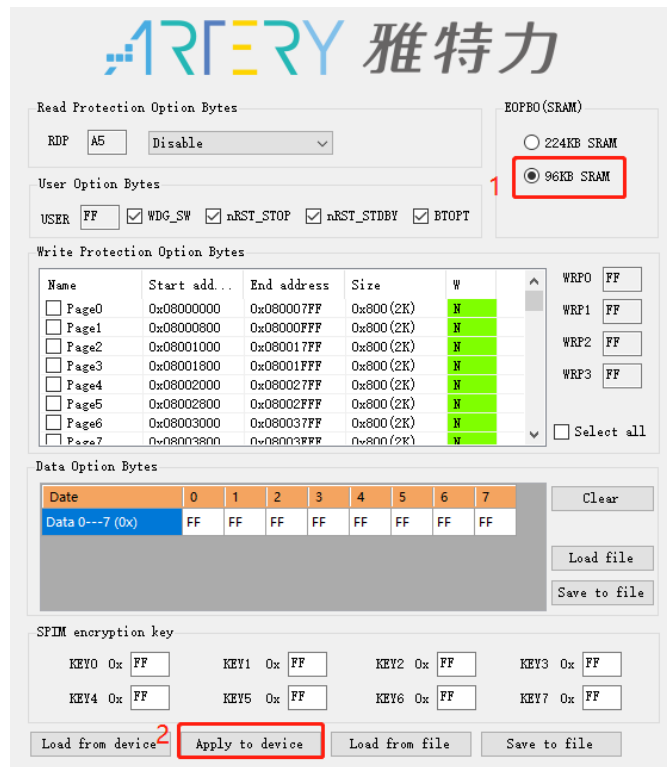 ARTERY 雅特力
Read Protection Option Bytes
RDP A5 Disable
EOPB0(SRAM)
224KB SRAM
1 96KB SRAM
User Option Bytes
USER FF WDG_SW nRST_STOP nRST_STDBY BTOPT
Write Protection Option Bytes
Name Start add... End address Size W
Page0 0x08000000 0x080007FF 0x800(2K) N
Page1 0x08000800 0x08000FFF 0x800(2K) N
Page2 0x08001000 0x080017FF 0x800(2K) N
Page3 0x08001800 0x08001FFF 0x800(2K) N
Page4 0x08002000 0x080027FF 0x800(2K) N
Page5 0x08002800 0x08002FFF 0x800(2K) N
Page6 0x08003000 0x080037FF 0x800(2K) N
Page7 0x08003800 0x08003FFF 0x800(2K) N
WRP0 FF
WRP1 FF
WRP2 FF
WRP3 FF
Select all
Data Option Bytes
Date 0 1 2 3 4 5 6 7
Data 0---7 (0x) FF FF FF FF FF FF FF FF
Clear
Load file
Save to file
SPIM encryption key
KEY0 0x FF KEY1 0x FF KEY2 0x FF KEY3 0x FF
KEY4 0x FF KEY5 0x FF KEY6 0x FF KEY7 0x FF
Load from device 2 Apply to device Load from file Save to file